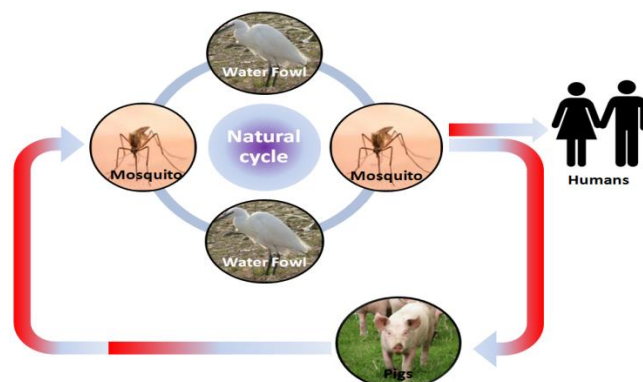 Water Fowl
Natural
cycle
Mosquito
Mosquito
Humans
Water Fowl
Pigs